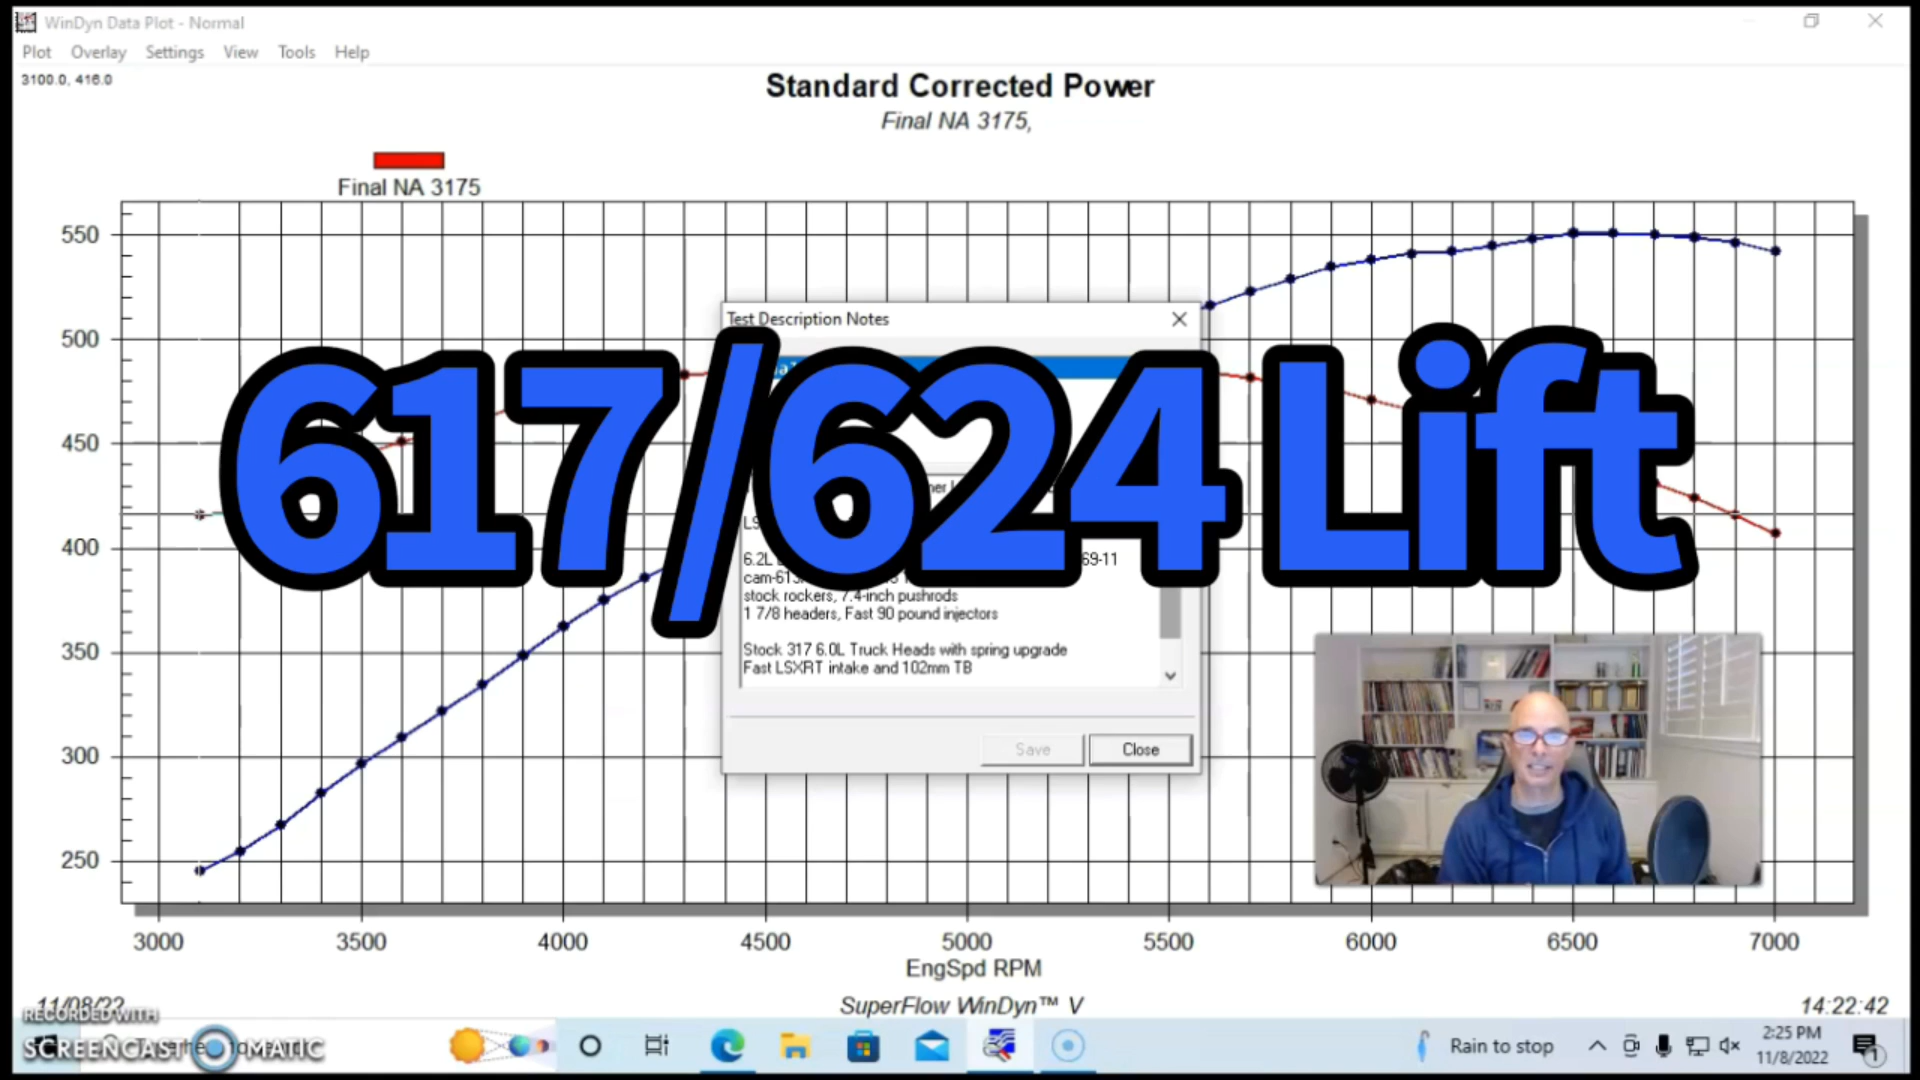 WinDyn Data Plot - Normal
Plot Overlay Settings View Tools Help
3100.0, 416.0
Standard Corrected Power
Final NA 3175,
Final NA 3175
550
500
450
400
350
300
250
Test Description Notes
617/624 Lift
6.2L
69-11
stock rockers, 7.4-inch pushrods
1 7/8 headers, Fast 90 pound injectors
Stock 317 6.0L Truck Heads with spring upgrade
Fast LSXRT intake and 102mm TB
Save Close
3000 3500 4000 4500 5000 5500 6000 6500 7000
EngSpd RPM
11/08/22 SuperFlow WinDyn™ V 14:22:42
RECORDED WITH
SCREENCAST O MATIC
Rain to stop
2:25 PM
11/8/2022
1